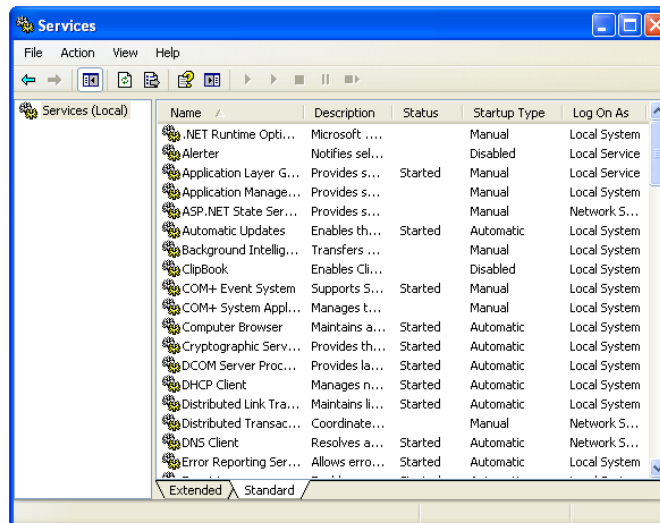 Services
File Action View Help
Services (Local)
Name Description Status Startup Type Log On As
.NET Runtime Opti... Microsoft .... Manual Local System
Alerter Notifies sel... Disabled Local Service
Application Layer G... Provides s... Started Manual Local Service
Application Manage... Provides s... Manual Local System
ASP.NET State Ser... Provides s... Manual Network S...
Automatic Updates Enables th... Started Automatic Local System
Background Intellig... Transfers ... Manual Local System
ClipBook Enables Cli... Disabled Local System
COM+ Event System Supports S... Started Manual Local System
COM+ System Appl... Manages t... Manual Local System
Computer Browser Maintains a... Started Automatic Local System
Cryptographic Serv... Provides th... Started Automatic Local System
DCOM Server Proc... Provides la... Started Automatic Local System
DHCP Client Manages n... Started Automatic Local System
Distributed Link Tra... Maintains li... Started Automatic Local System
Distributed Transac... Coordinate... Manual Network S...
DNS Client Resolves a... Started Automatic Network S...
Error Reporting Ser... Allows erro... Started Automatic Local System
Extended Standard